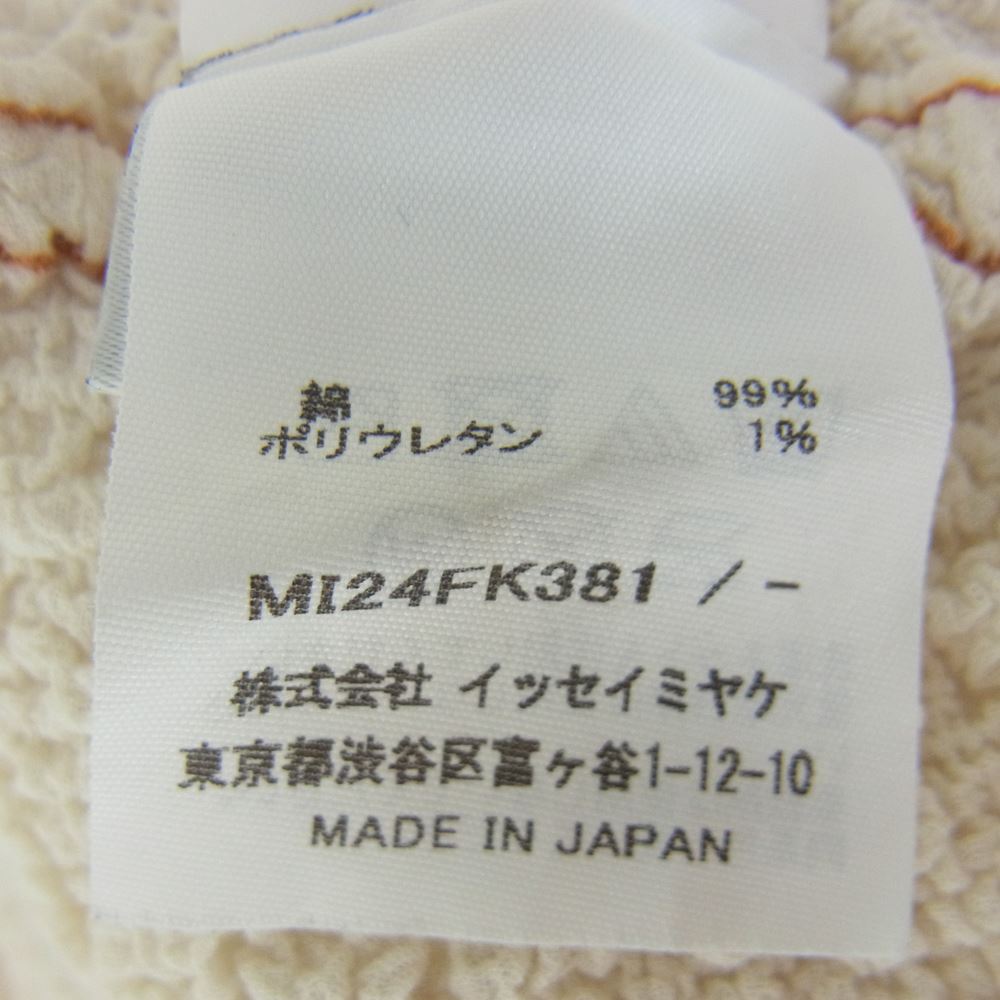 綿 99%
ポリウレタン 1%
MI24FK381 / -
株式会社 イッセイミヤケ
東京都渋谷区富ヶ谷1-12-10
MADE IN JAPAN